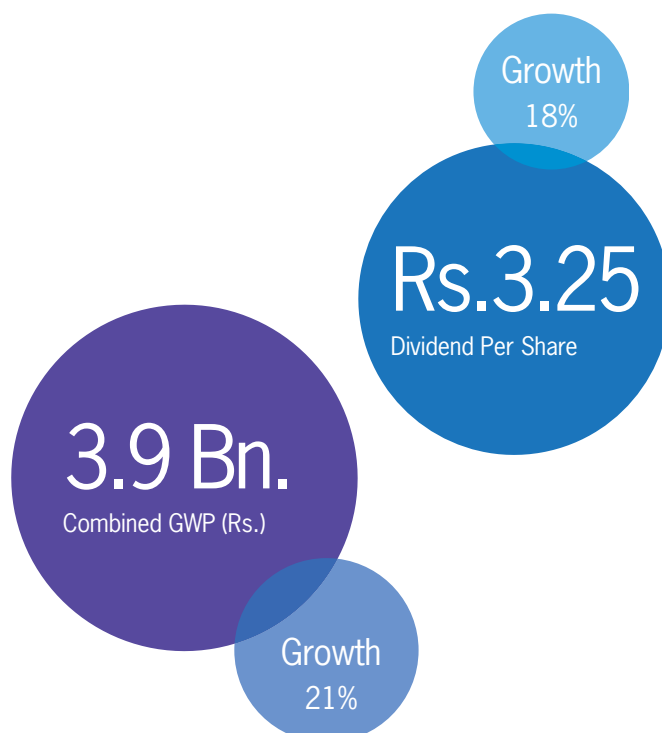 Growth
18%
Rs.3.25
Dividend Per Share
3.9 Bn.
Combined GWP (Rs.)
Growth
21%